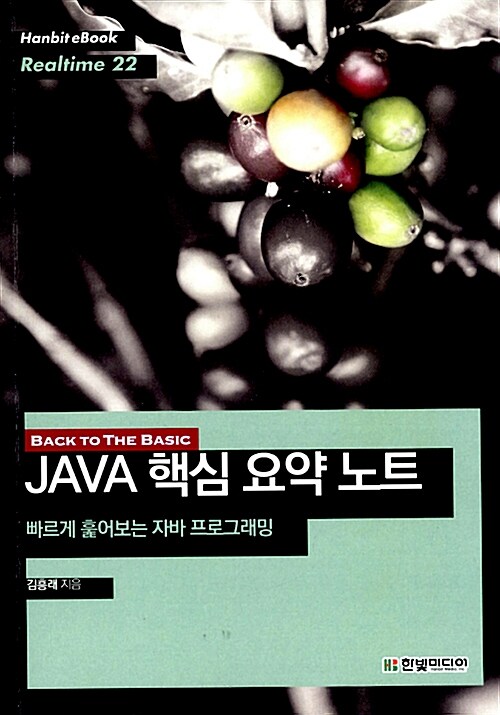 Hanbit eBook
Realtime 22
BACK TO THE BASIC
JAVA 핵심 요약 노트
빠르게 훑어보는 자바 프로그래밍
김흥래 지음
HB 한빛미디어